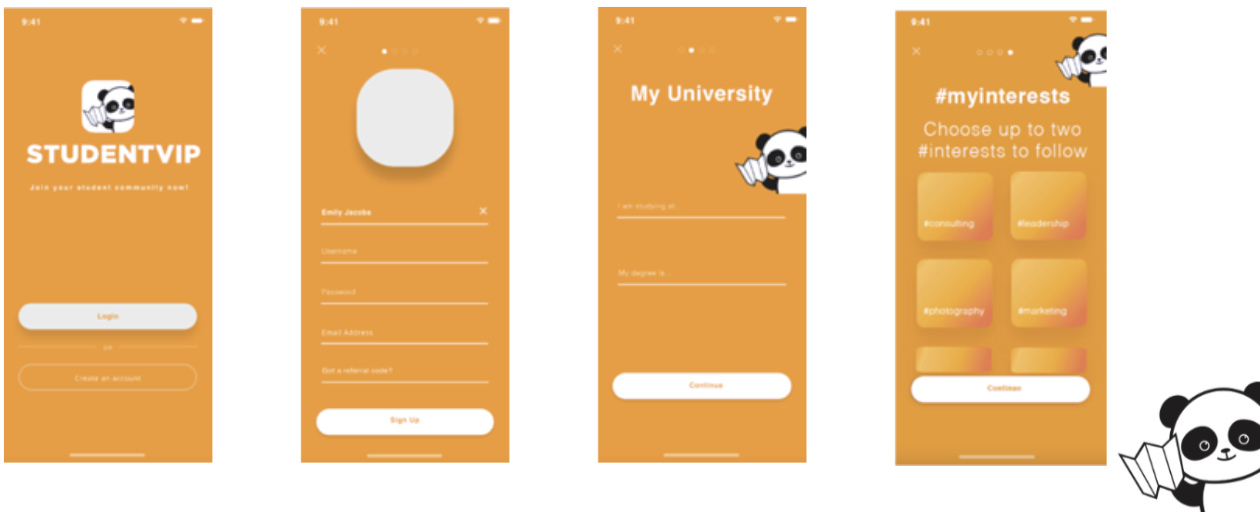 9:41
STUDENTVIP
Join your student community now!
Login
OR
Create an account
9:41
Emily Jacobs
Username
Password
Email Address
Got a referral code?
Sign Up
9:41
My University
I am studying at...
My degree is...
Continue
9:41
#myinterests
Choose up to two
#interests to follow
#consulting
#leadership
#photography
#marketing
Continue